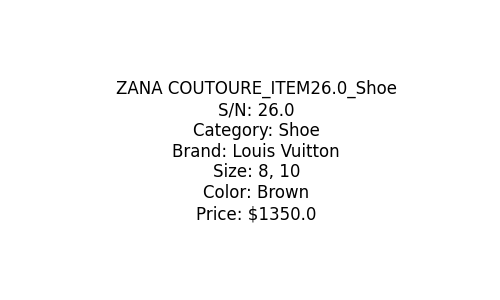 ZANA COUTOURE_ITEM26.0_Shoe
S/N: 26.0
Category: Shoe
Brand: Louis Vuitton
Size: 8, 10
Color: Brown
Price: $1350.0